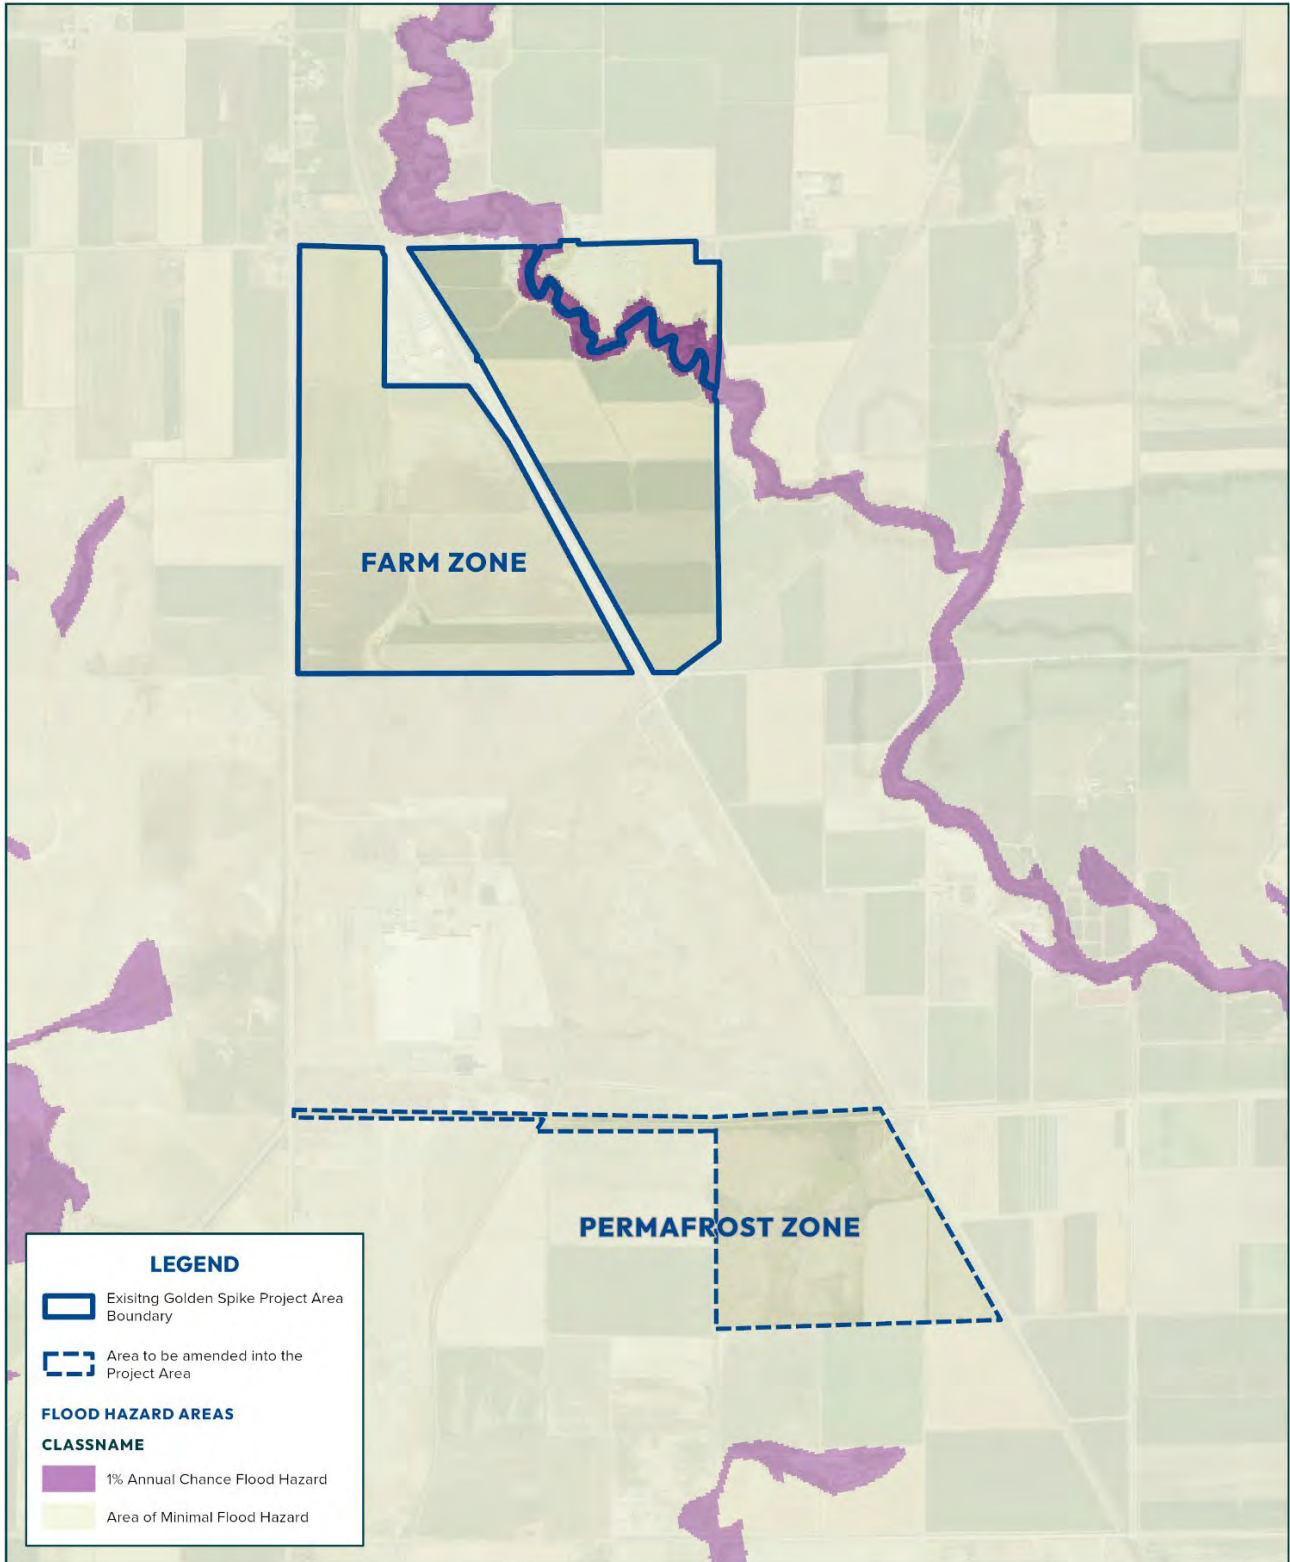 FARM ZONE
PERMAFROST ZONE
LEGEND
Exisitng Golden Spike Project Area
Boundary
Area to be amended into the
Project Area
FLOOD HAZARD AREAS
CLASSNAME
1% Annual Chance Flood Hazard
Area of Minimal Flood Hazard